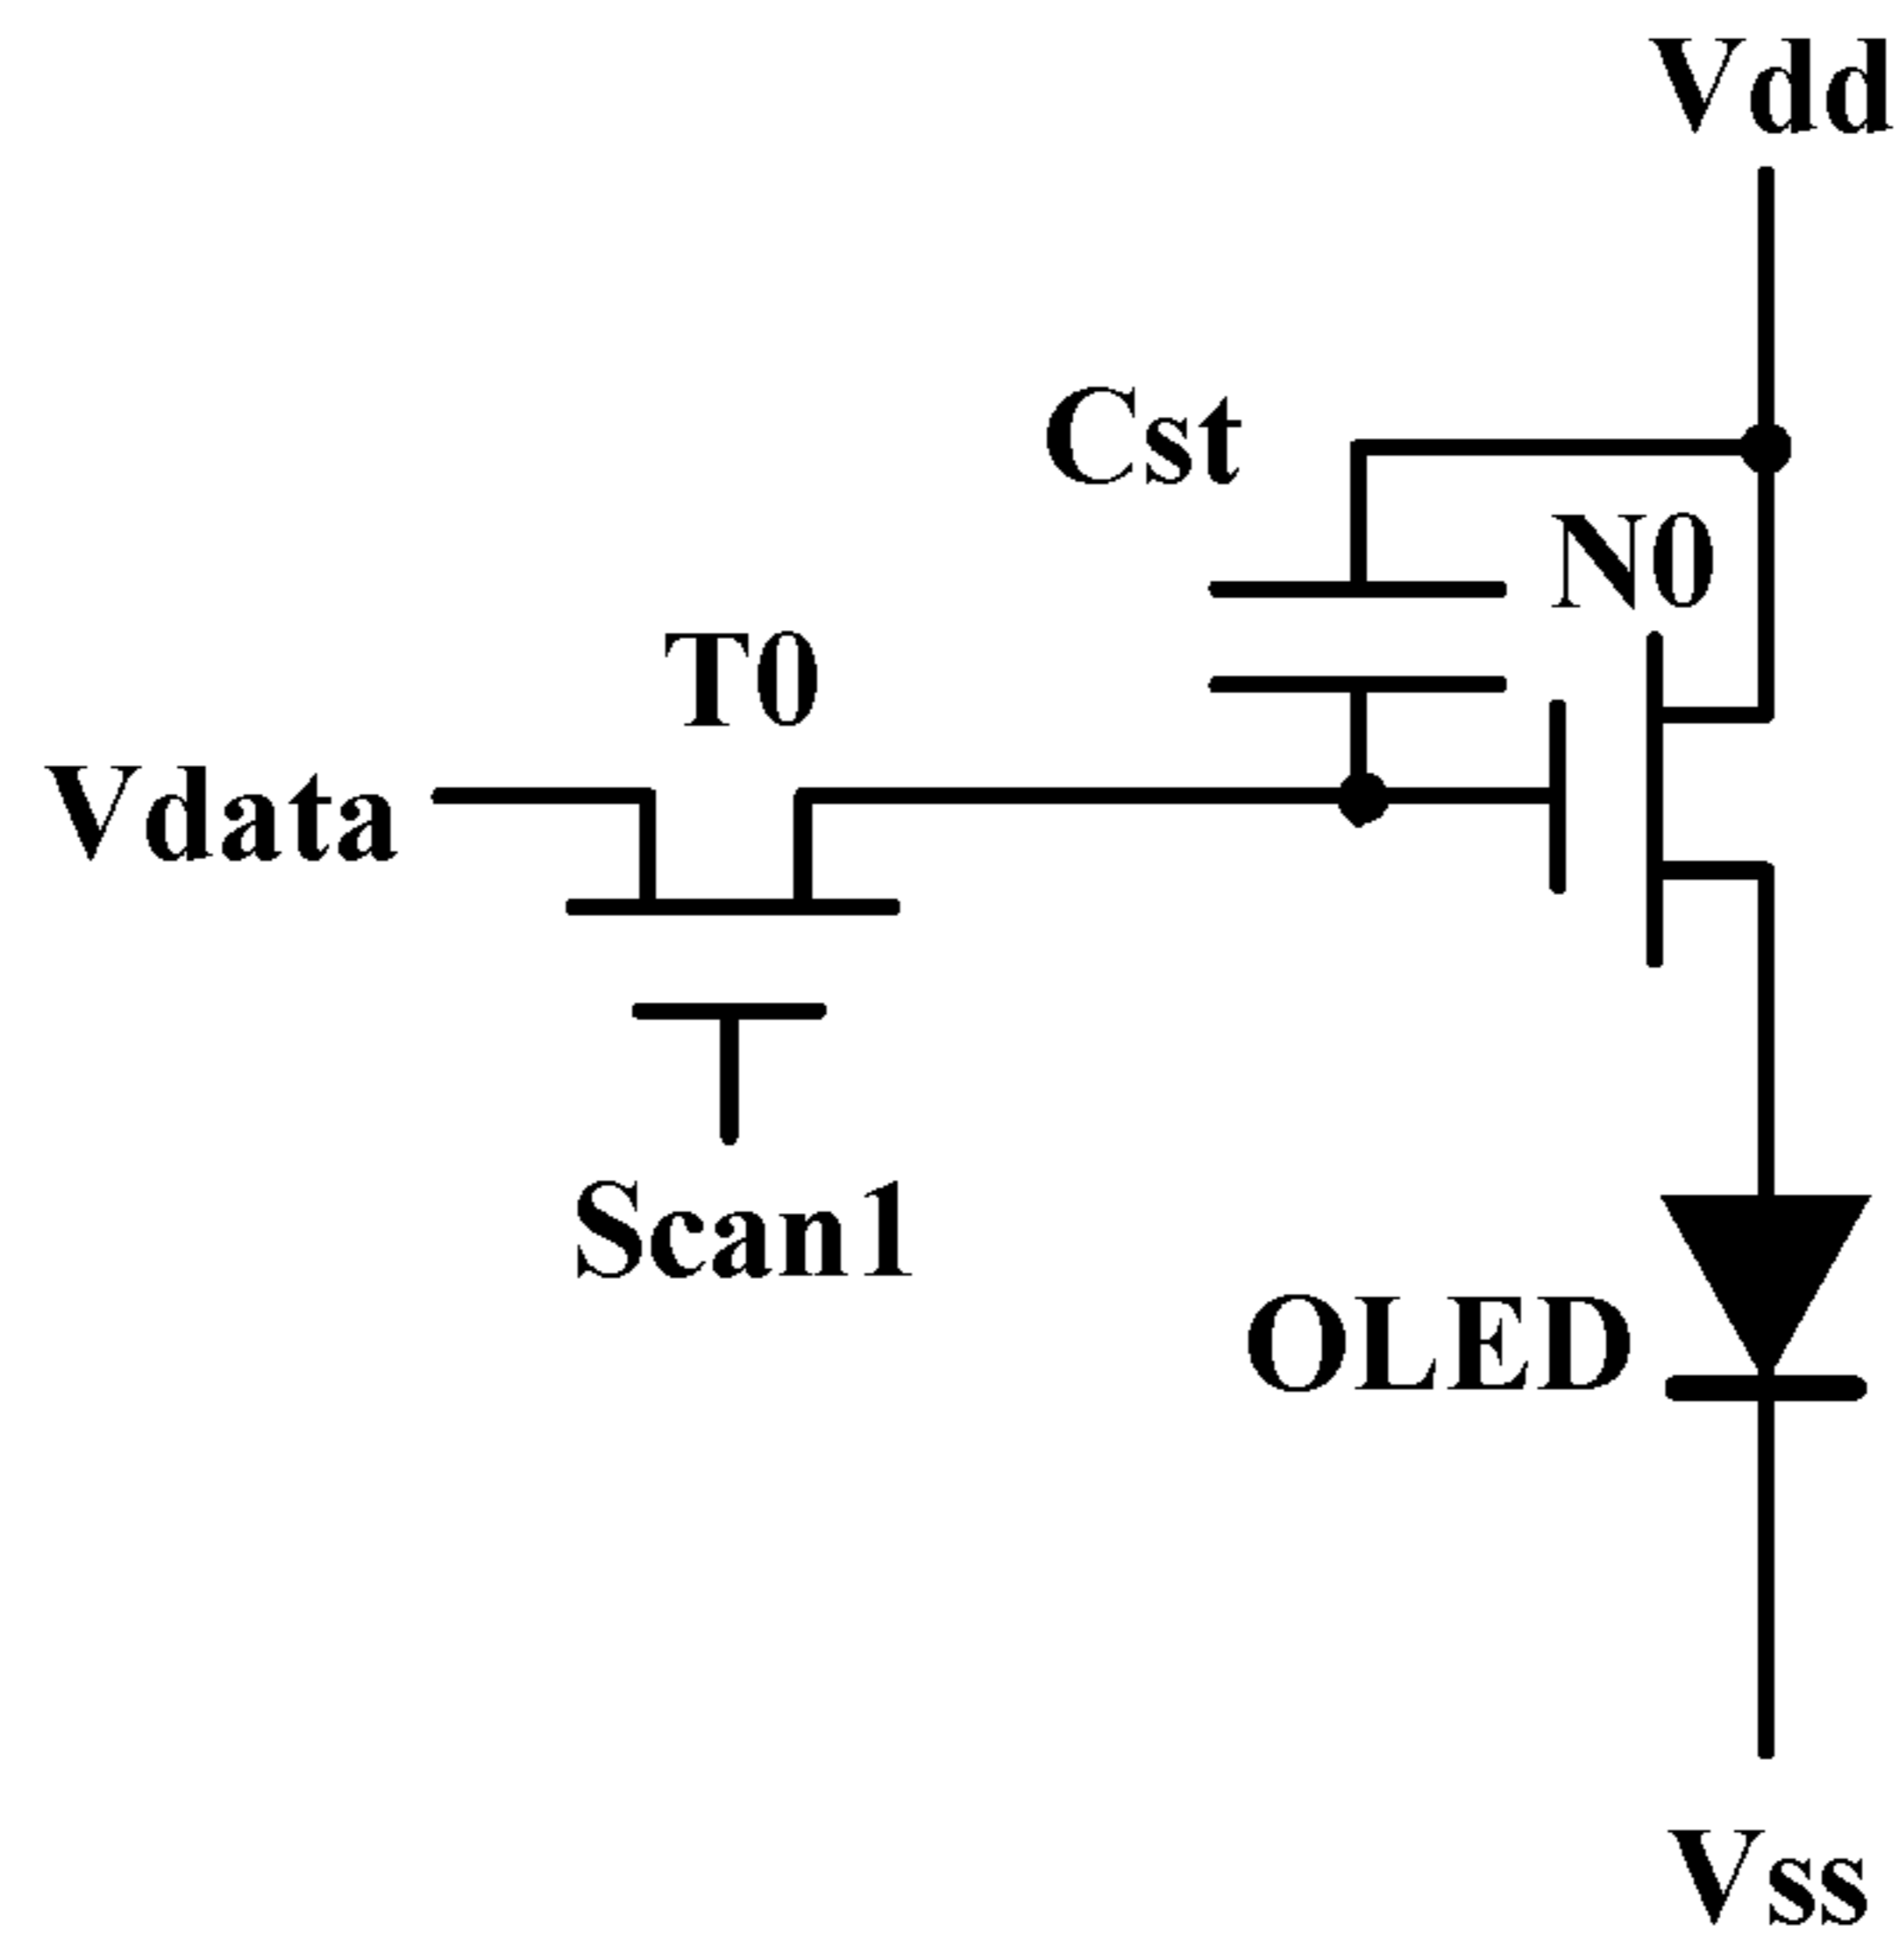 Vdd
Cst
N0
T0
Vdata
Scan1
OLED
Vss